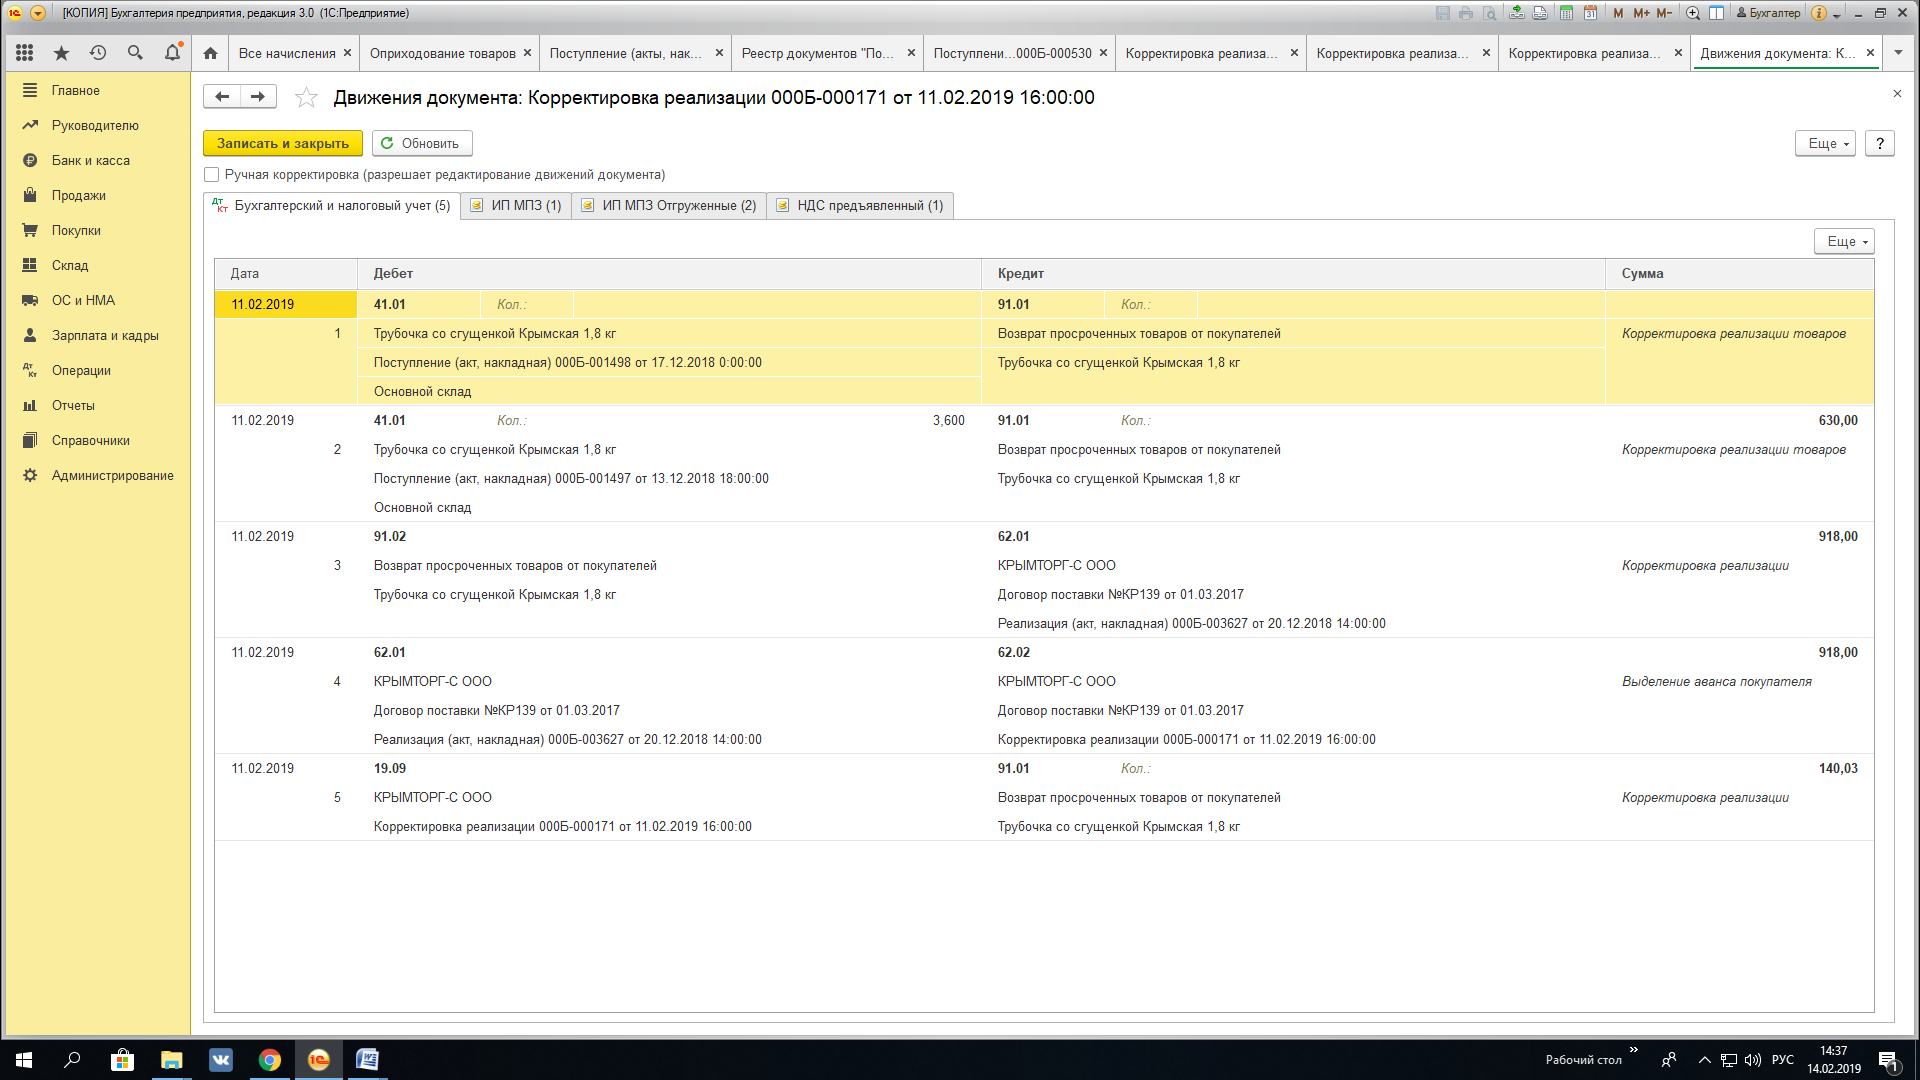 [КОПИЯ] Бухгалтерия предприятия, редакция 3.0 (1С:Предприятие)
M M+ M- Бухгалтер
Все начисления × Оприходование товаров × Поступление (акты, нак... × Реестр документов "По... × Поступлени...000Б-000530 × Корректировка реализа... × Корректировка реализа... × Корректировка реализа... × Движения документа: К... ×
Главное
Руководителю
Банк и касса
Продажи
Покупки
Склад
ОС и НМА
Зарплата и кадры
Операции
Отчеты
Справочники
Администрирование
Движения документа: Корректировка реализации 000Б-000171 от 11.02.2019 16:00:00
Записать и закрыть Обновить Еще ?
Ручная корректировка (разрешает редактирование движений документа)
Бухгалтерский и налоговый учет (5) ИП МПЗ (1) ИП МПЗ Отгруженные (2) НДС предъявленный (1)
Еще
Дата Дебет Кредит Сумма
11.02.2019 41.01 Кол.: 91.01 Кол.:
1 Трубочка со сгущенкой Крымская 1,8 кг Возврат просроченных товаров от покупателей Корректировка реализации товаров
Поступление (акт, накладная) 000Б-001498 от 17.12.2018 0:00:00 Трубочка со сгущенкой Крымская 1,8 кг
Основной склад
11.02.2019 41.01 Кол.: 3,600 91.01 Кол.: 630,00
2 Трубочка со сгущенкой Крымская 1,8 кг Возврат просроченных товаров от покупателей Корректировка реализации товаров
Поступление (акт, накладная) 000Б-001497 от 13.12.2018 18:00:00 Трубочка со сгущенкой Крымская 1,8 кг
Основной склад
11.02.2019 91.02 62.01 918,00
3 Возврат просроченных товаров от покупателей КРЫМТОРГ-С ООО Корректировка реализации
Трубочка со сгущенкой Крымская 1,8 кг Договор поставки №КР139 от 01.03.2017
Реализация (акт, накладная) 000Б-003627 от 20.12.2018 14:00:00
11.02.2019 62.01 62.02 918,00
4 КРЫМТОРГ-С ООО КРЫМТОРГ-С ООО Выделение аванса покупателя
Договор поставки №КР139 от 01.03.2017 Договор поставки №КР139 от 01.03.2017
Реализация (акт, накладная) 000Б-003627 от 20.12.2018 14:00:00 Корректировка реализации 000Б-000171 от 11.02.2019 16:00:00
11.02.2019 19.09 91.01 Кол.: 140,03
5 КРЫМТОРГ-С ООО Возврат просроченных товаров от покупателей Корректировка реализации
Корректировка реализации 000Б-000171 от 11.02.2019 16:00:00 Трубочка со сгущенкой Крымская 1,8 кг
Рабочий стол » РУС 14:37
14.02.2019 1